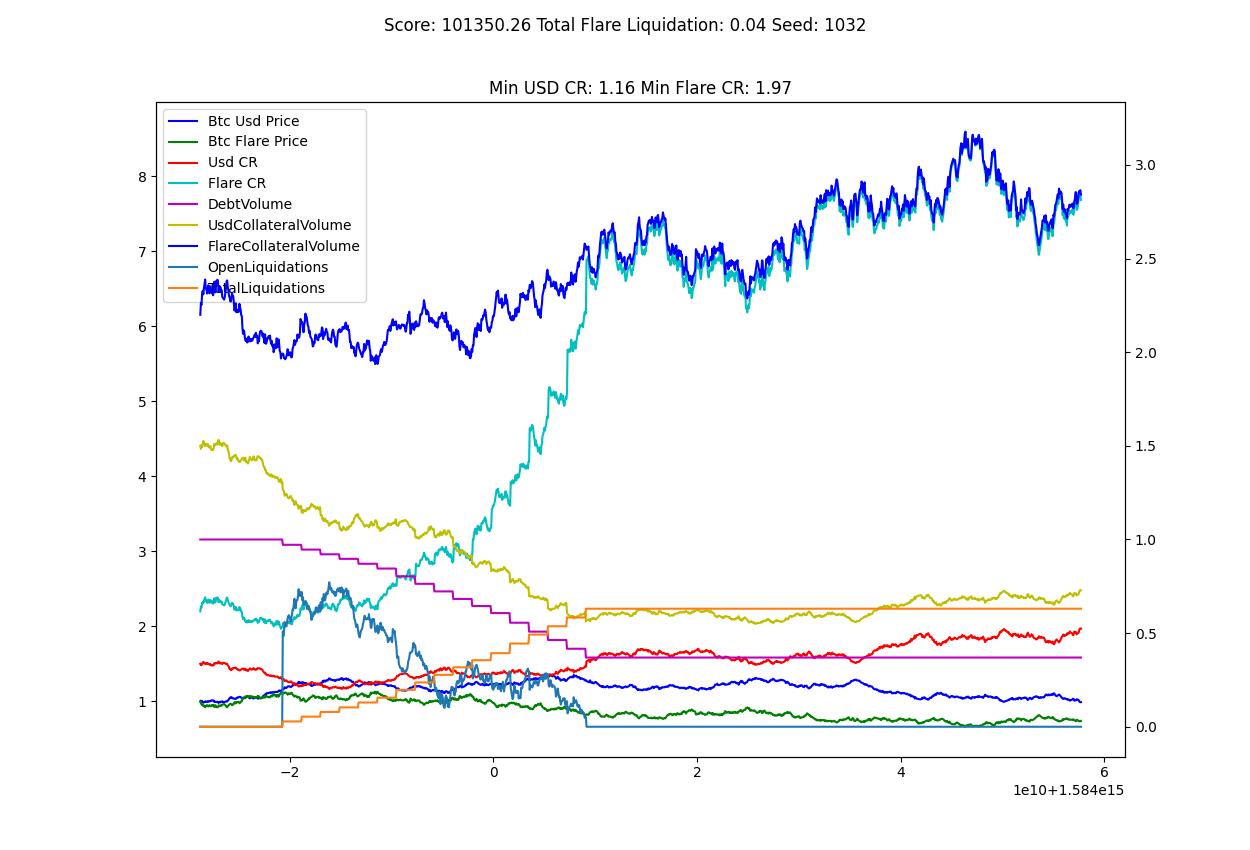 Score: 101350.26 Total Flare Liquidation: 0.04 Seed: 1032
Min USD CR: 1.16 Min Flare CR: 1.97
Btc Usd Price
Btc Flare Price
Usd CR
Flare CR
DebtVolume
UsdCollateralVolume
FlareCollateralVolume
OpenLiquidations
TotalLiquidations
8
7
6
5
4
3
2
1
3.0
2.5
2.0
1.5
1.0
0.5
0.0
−2
0
2
4
6
1e10+1.584e15